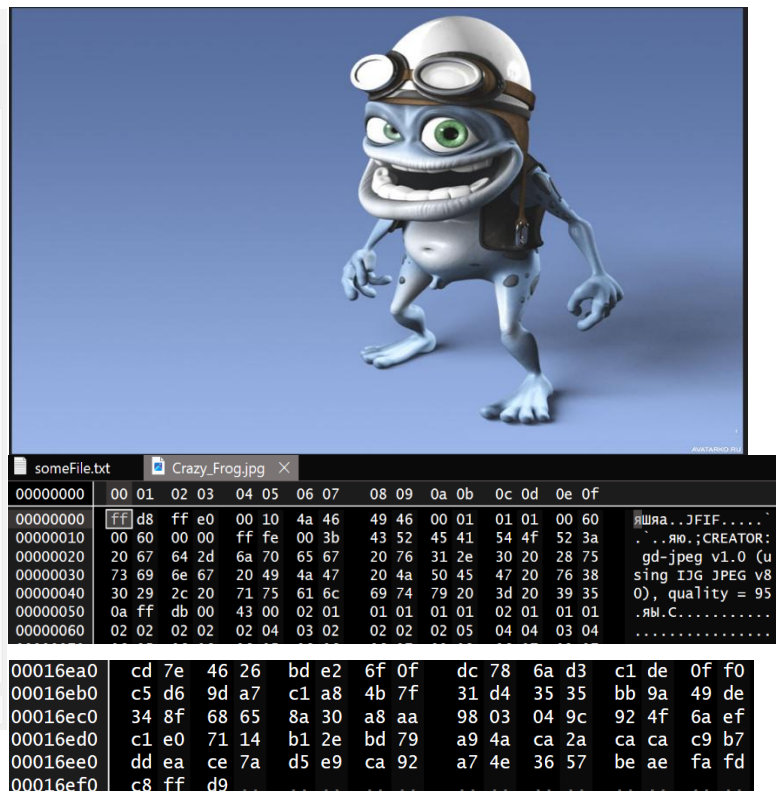 AVATARKO.RU
someFile.txt Crazy_Frog.jpg ×
00000000 00 01 02 03 04 05 06 07 08 09 0a 0b 0c 0d 0e 0f
00000000 ff d8 ff e0 00 10 4a 46 49 46 00 01 01 01 00 60 яШяа..JFIF.....`
00000010 00 60 00 00 ff fe 00 3b 43 52 45 41 54 4f 52 3a .`..яю.;CREATOR:
00000020 20 67 64 2d 6a 70 65 67 20 76 31 2e 30 20 28 75 gd-jpeg v1.0 (u
00000030 73 69 6e 67 20 49 4a 47 20 4a 50 45 47 20 76 38 sing IJG JPEG v8
00000040 30 29 2c 20 71 75 61 6c 69 74 79 20 3d 20 39 35 0), quality = 95
00000050 0a ff db 00 43 00 02 01 01 01 01 01 02 01 01 01 .яЫ.C...........
00000060 02 02 02 02 02 04 03 02 02 02 02 05 04 04 03 04 ................
00016ea0 cd 7e 46 26 bd e2 6f 0f dc 78 6a d3 c1 de 0f f0
00016eb0 c5 d6 9d a7 c1 a8 4b 7f 31 d4 35 35 bb 9a 49 de
00016ec0 34 8f 68 65 8a 30 a8 aa 98 03 04 9c 92 4f 6a ef
00016ed0 c1 e0 71 14 b1 2e bd 79 a9 4a ca 2a ca ca c9 b7
00016ee0 dd ea ce 7a d5 e9 ca 92 a7 4e 36 57 be ae fa fd
00016ef0 c8 ff d9 .. .. .. .. .. .. .. .. .. .. .. .. ..